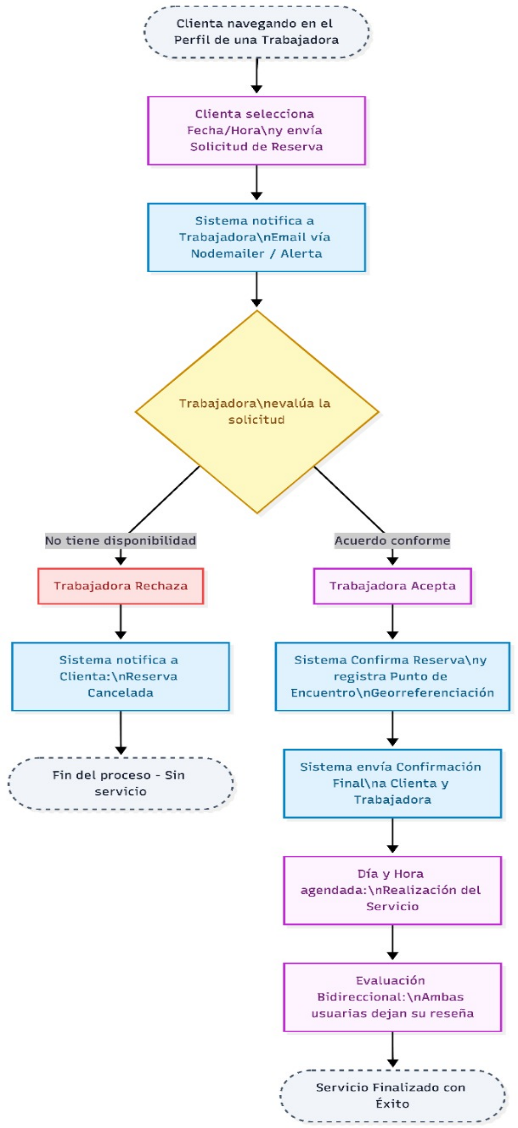 Clienta navegando en el
Perfil de una Trabajadora
Clienta selecciona
Fecha/Hora\ny envía
Solicitud de Reserva
Sistema notifica a
Trabajadora\nEmail vía
Nodemailer / Alerta
Trabajadora\nevalúa la
solicitud
No tiene disponibilidad
Acuerdo conforme
Trabajadora Rechaza
Trabajadora Acepta
Sistema notifica a
Clienta:\nReserva
Cancelada
Sistema Confirma Reserva\ny
registra Punto de
Encuentro\nGeorreferenciación
Fin del proceso - Sin
servicio
Sistema envía Confirmación
Final\na Clienta y
Trabajadora
Día y Hora
agendada:\nRealización del
Servicio
Evaluación
Bidireccional:\nAmbas
usuarias dejan su reseña
Servicio Finalizado con
Éxito